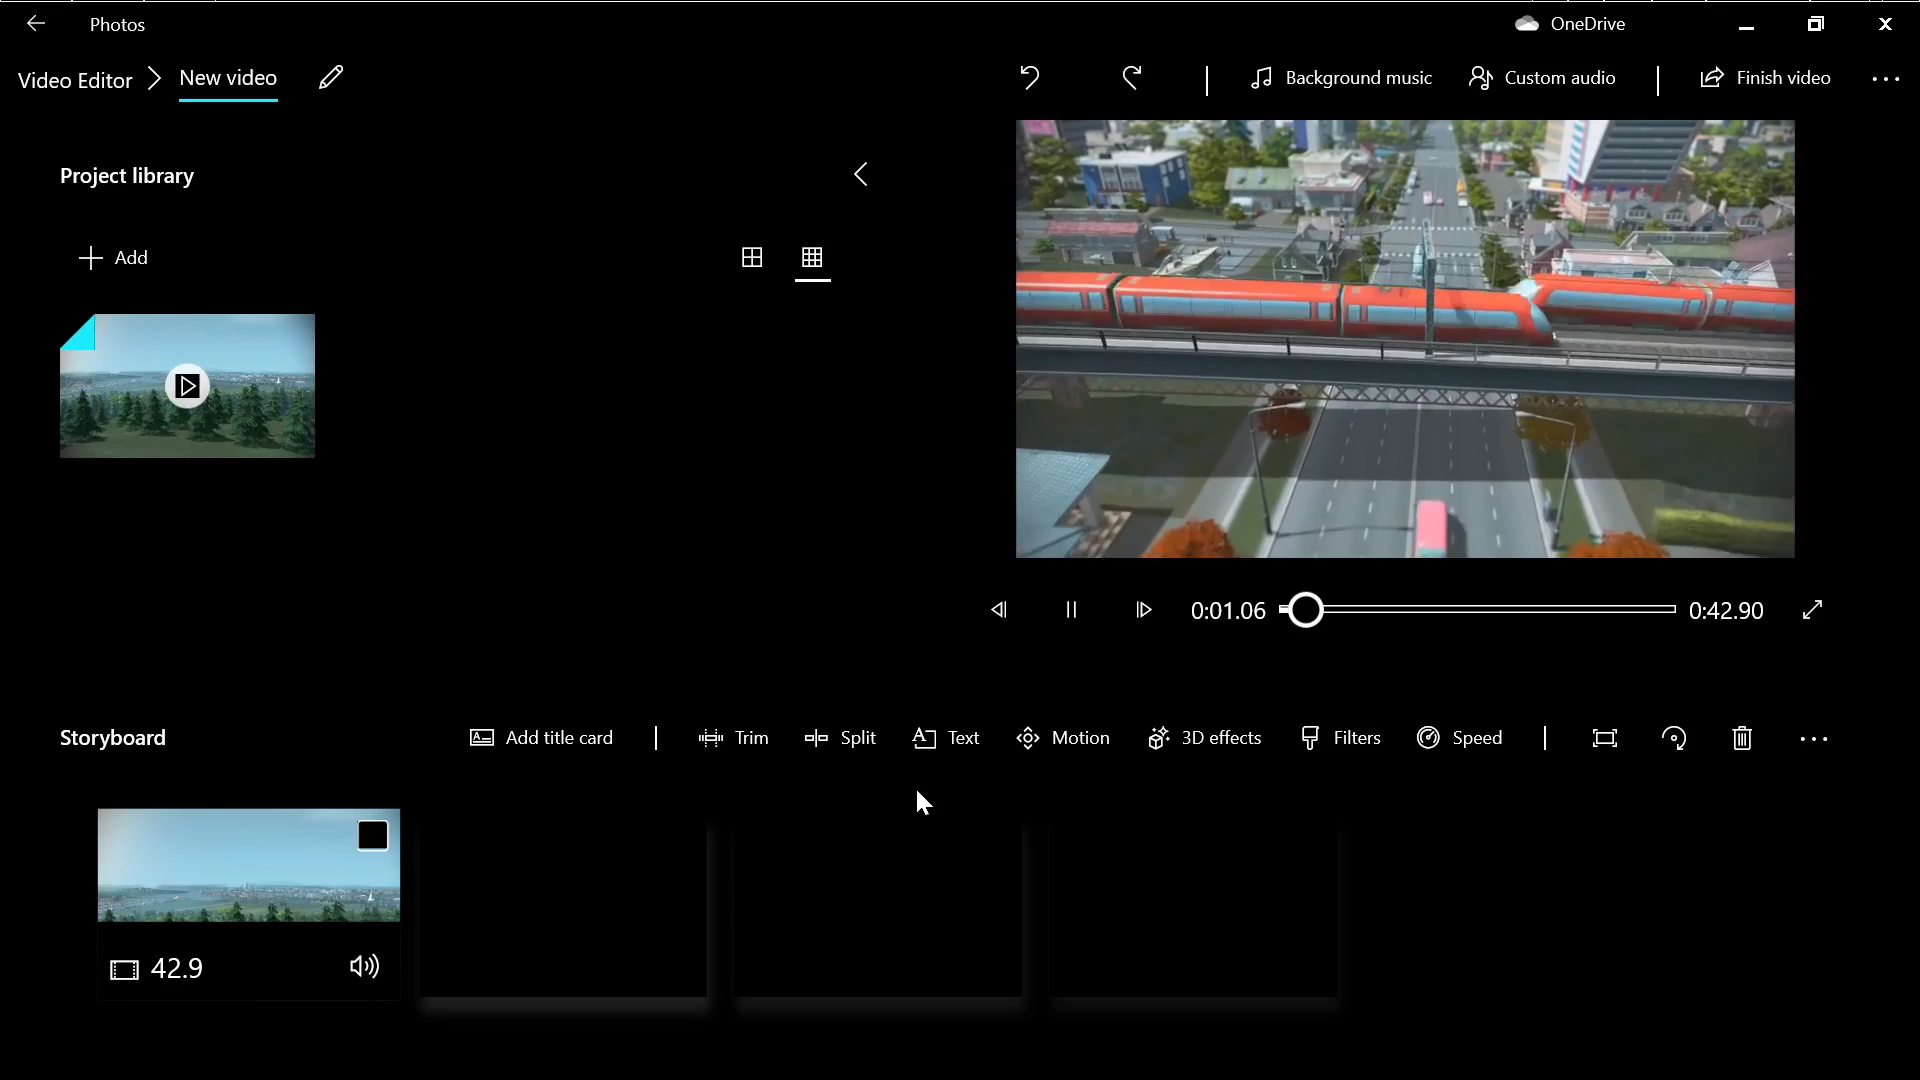 Photos
OneDrive
Video Editor
New video
Background music
Custom audio
Finish video
Project library
Add
0:01.06
0:42.90
Storyboard
Add title card
Trim
Split
Text
Motion
3D effects
Filters
Speed
42.9